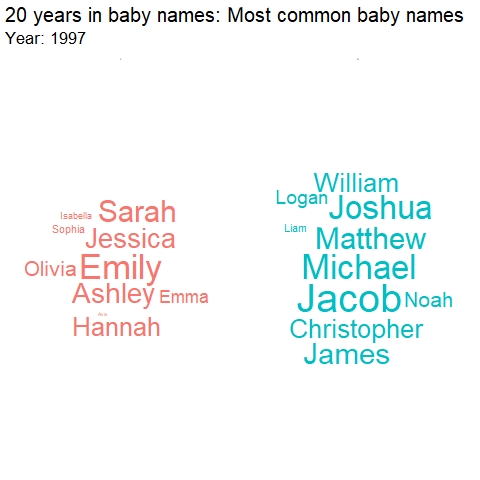 20 years in baby names: Most common baby names
Year: 1997
Isabella
Sarah
Sophia
Jessica
Olivia
Emily
Ashley
Emma
Hannah
William
Logan
Joshua
Liam
Matthew
Michael
Jacob
Noah
Christopher
James